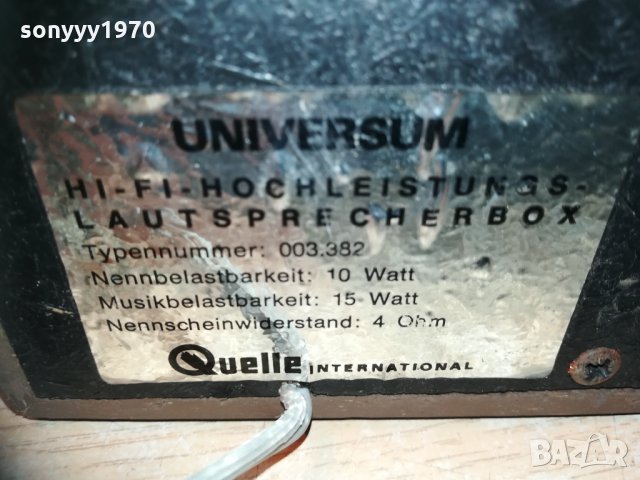 sonyyy1970
UNIVERSUM
HI-FI-HOCHLEISTUNGS-
LAUTSPRECHERBOX
Typennummer: 003.382
Nennbelastbarkeit: 10 Watt
Musikbelastbarkeit: 15 Watt
Nennscheinwiderstand: 4 Ohm
Quelle INTERNATIONAL
BAZAR
bg